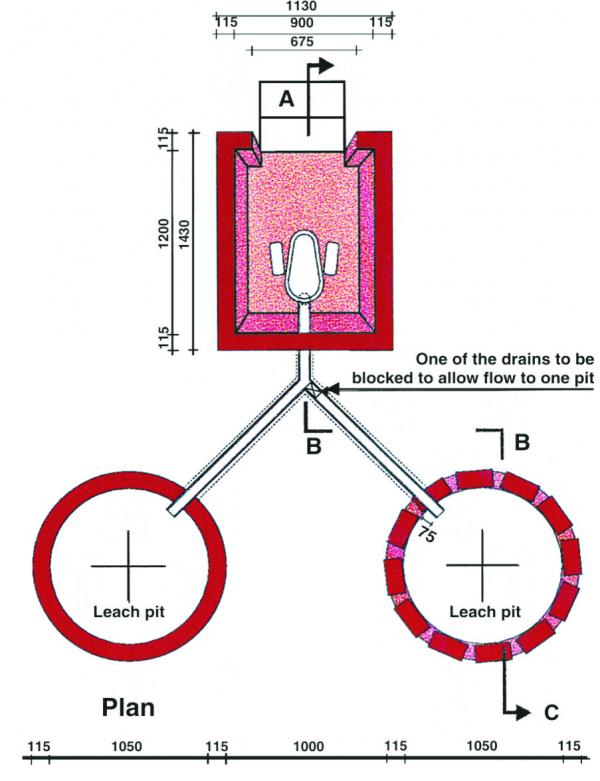 1130
115 900 115
675
A
115
1200
1430
115
One of the drains to be
blocked to allow flow to one pit
B
B
75
Leach pit
Leach pit
Plan
C
115 1050 115 1000 115 1050 115